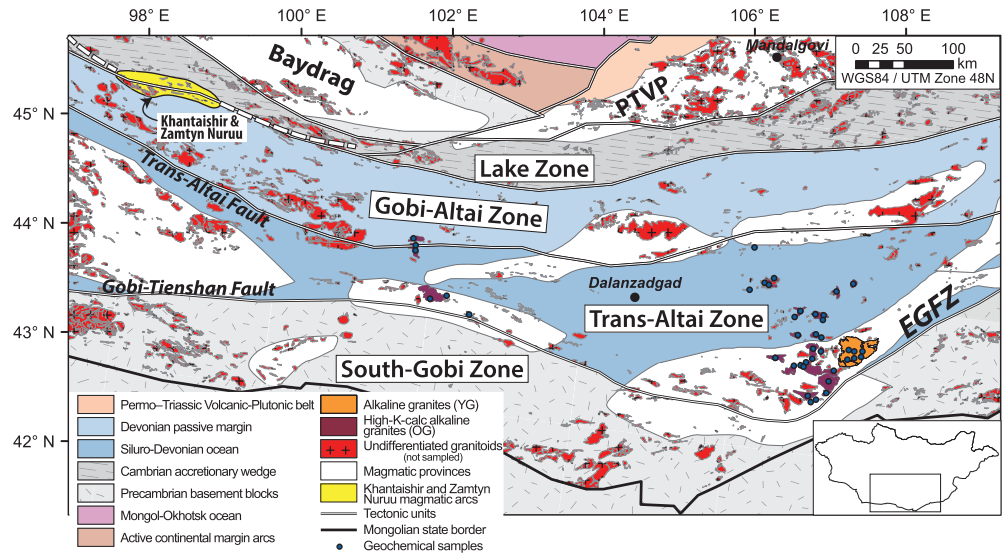 98° E
100° E
102° E
104° E
106° E
108° E
45° N
44° N
43° N
42° N
Baydrag
PTVP
Mandalgovi
0 25 50 100
km
WGS84 / UTM Zone 48N
Khantaishir &
Zamtyn Nuruu
Lake Zone
Trans-Altai Fault
Gobi-Altai Zone
Gobi-Tienshan Fault
Dalanzadgad
Trans-Altai Zone
EGFZ
South-Gobi Zone
Permo–Triassic Volcanic-Plutonic belt
Devonian passive margin
Siluro-Devonian ocean
Cambrian accretionary wedge
Precambrian basement blocks
Mongol-Okhotsk ocean
Active continental margin arcs
Alkaline granites (YG)
High-K-calc alkaline
granites (OG)
Undifferentiated granitoids
(not sampled)
Magmatic provinces
Khantaishir and Zamtyn
Nuruu magmatic arcs
Tectonic units
Mongolian state border
Geochemical samples